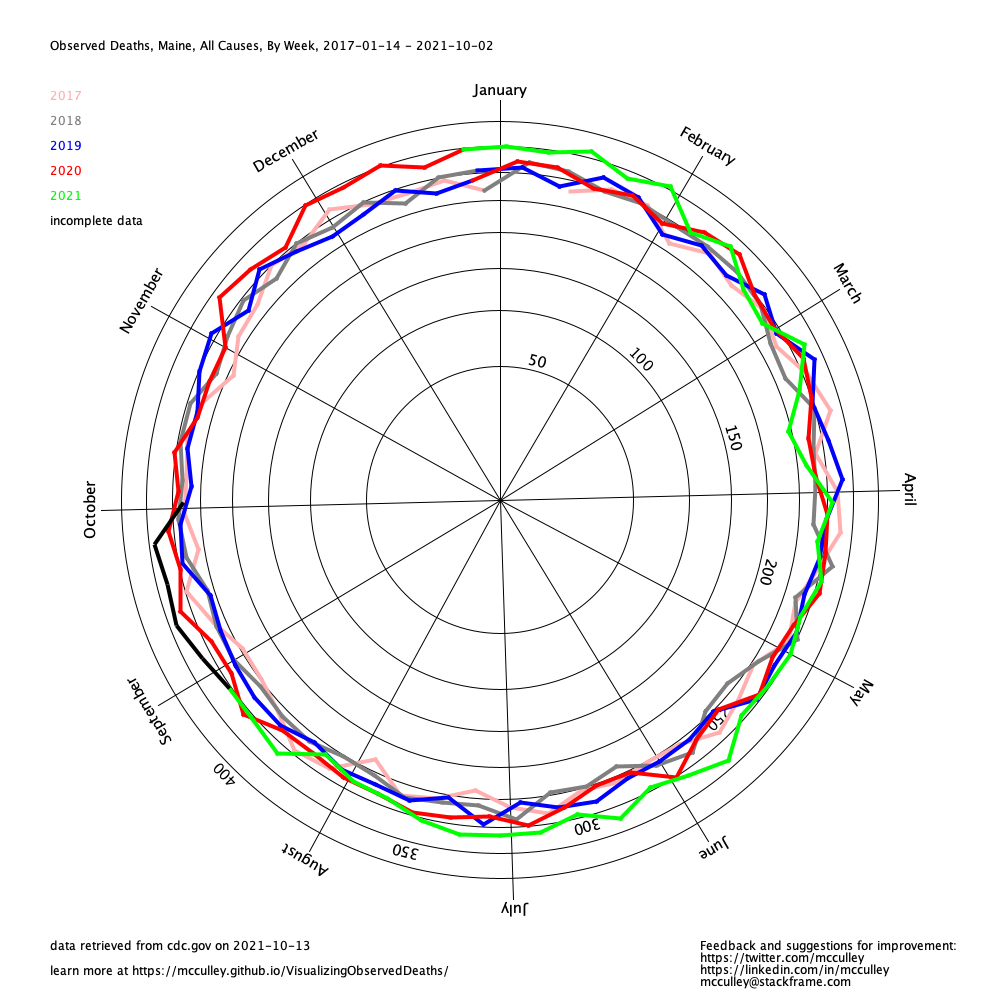 Observed Deaths, Maine, All Causes, By Week, 2017-01-14 - 2021-10-02
2017
2018
2019
2020
2021
incomplete data
January
February
March
April
May
June
July
August
September
October
November
December
50
100
150
200
250
300
350
400
data retrieved from cdc.gov on 2021-10-13
learn more at https://mcculley.github.io/VisualizingObservedDeaths/
Feedback and suggestions for improvement:
https://twitter.com/mcculley
https://linkedin.com/in/mcculley
mcculley@stackframe.com